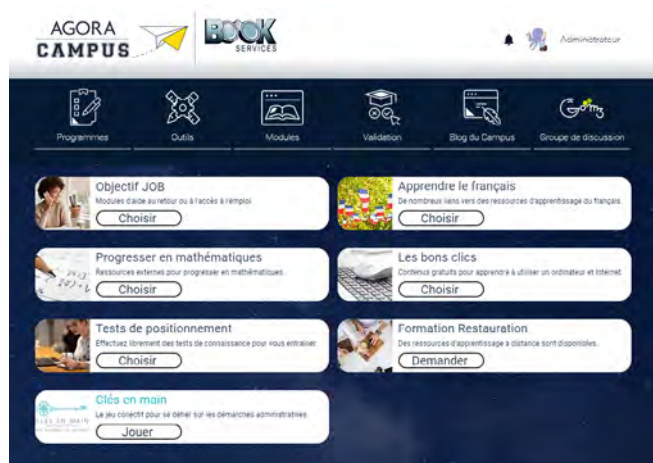 AGORA
CAMPUS
BOOK
SERVICES
Administrateur
Programmes
Outils
Modules
Validation
Blog du Campus
Groupe de discussion
Objectif JOB
Modules d'aide au retour ou à l'accès à l'emploi
Choisir
Apprendre le français
De nombreux liens vers des ressources d'apprentissage du français.
Choisir
Progresser en mathématiques
Ressources externes pour progresser en mathématiques.
Choisir
Les bons clics
Contenus gratuits pour apprendre à utiliser un ordinateur et Internet
Choisir
Tests de positionnement
Effectuez librement des tests de connaissance pour vous entrainer.
Choisir
Formation Restauration
Des ressources d'apprentissage à distance sont disponibles.
Demander
CLÉS EN MAIN
Clés en main
Le jeu collectif pour se défier sur les démarches administratives.
Jouer